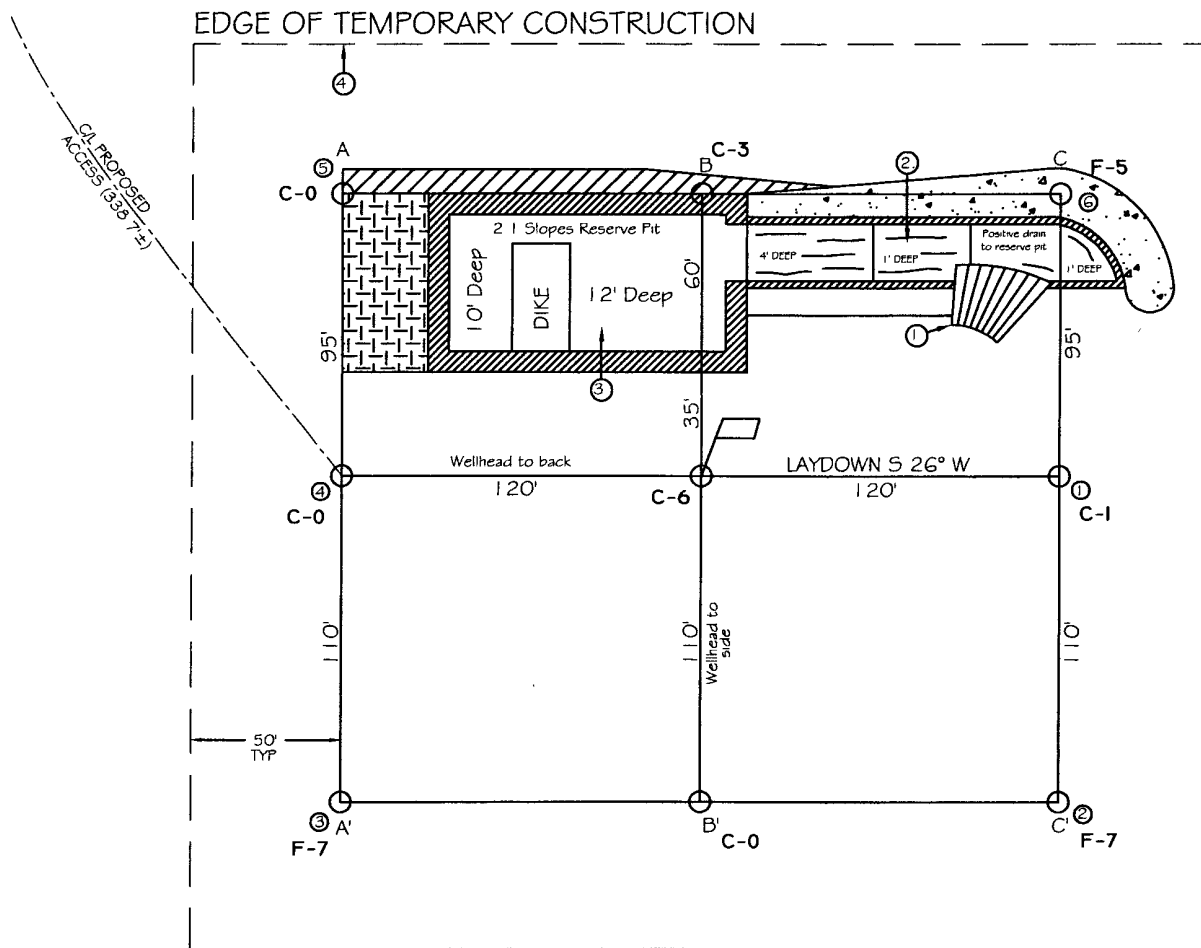 EDGE OF TEMPORARY CONSTRUCTION
4
C/L PROPOSED
ACCESS (338 7'±)
A
5
C-0
C-3
B
2.
C
F-5
6
2 1 Slopes Reserve Pit
10' Deep
DIKE
12' Deep
60'
4' DEEP
1' DEEP
Positive drain
to reserve pit
1' DEEP
1
3
95'
95'
35'
Wellhead to back
120'
LAYDOWN S 26° W
120'
4
C-0
C-6
1
C-1
110'
110'
Wellhead to
side
110'
50'
TYP
3
A'
F-7
B'
C-0
C'
2
F-7